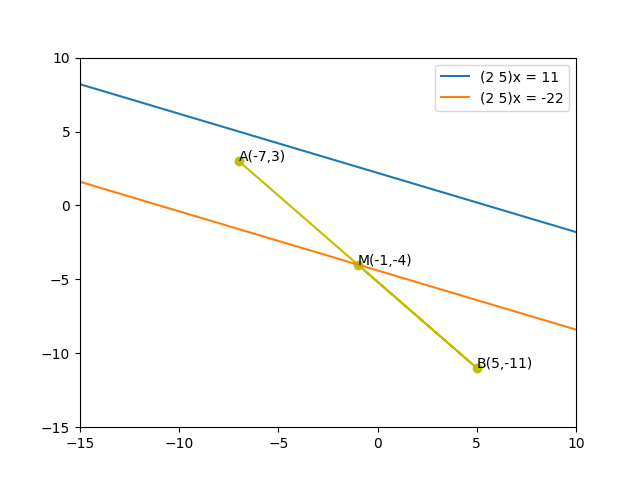 10
5
0
−5
−10
−15
−15
−10
−5
0
5
10
(2 5)x = 11
(2 5)x = -22
A(-7,3)
M(-1,-4)
B(5,-11)